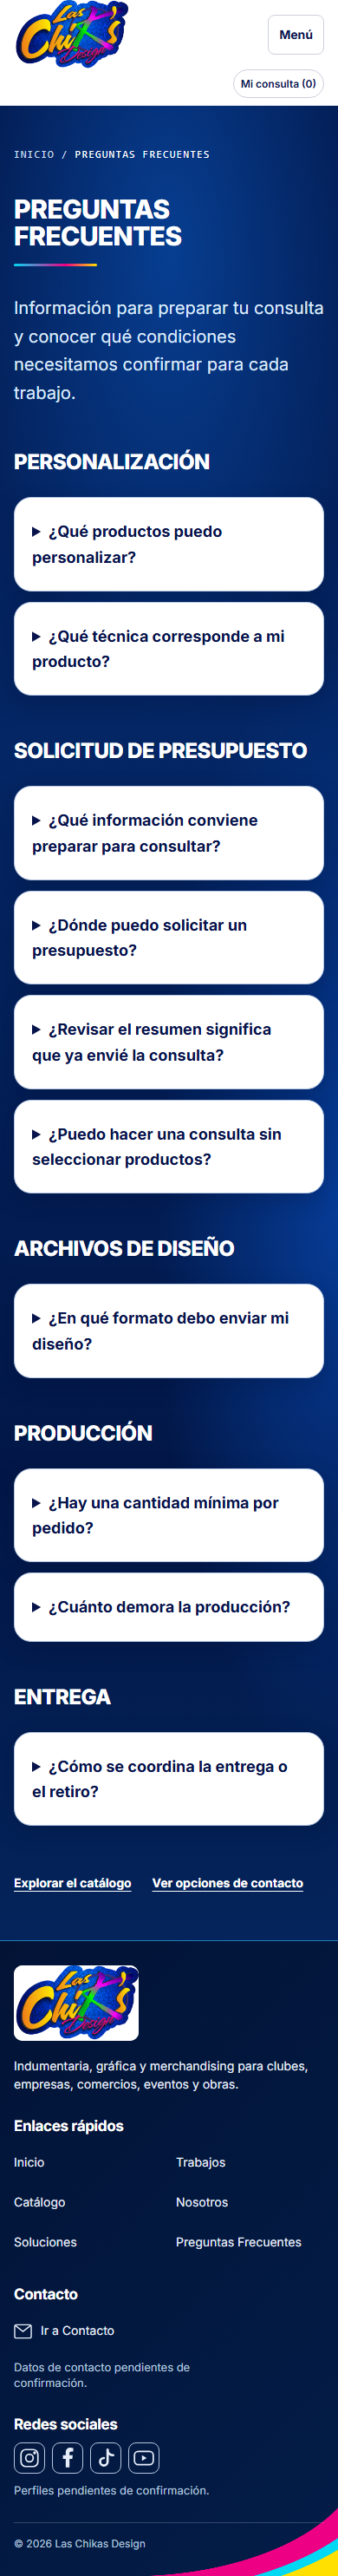 Las
Chik's
Design
Menú
Mi consulta (0)
INICIO / PREGUNTAS FRECUENTES
PREGUNTAS
FRECUENTES
Información para preparar tu consulta
y conocer qué condiciones
necesitamos confirmar para cada
trabajo.
PERSONALIZACIÓN
¿Qué productos puedo
personalizar?
¿Qué técnica corresponde a mi
producto?
SOLICITUD DE PRESUPUESTO
¿Qué información conviene
preparar para consultar?
¿Dónde puedo solicitar un
presupuesto?
¿Revisar el resumen significa
que ya envié la consulta?
¿Puedo hacer una consulta sin
seleccionar productos?
ARCHIVOS DE DISEÑO
¿En qué formato debo enviar mi
diseño?
PRODUCCIÓN
¿Hay una cantidad mínima por
pedido?
¿Cuánto demora la producción?
ENTREGA
¿Cómo se coordina la entrega o
el retiro?
Explorar el catálogo Ver opciones de contacto
Las
Chik's
Design
Indumentaria, gráfica y merchandising para clubes,
empresas, comercios, eventos y obras.
Enlaces rápidos
Inicio Trabajos
Catálogo Nosotros
Soluciones Preguntas Frecuentes
Contacto
Ir a Contacto
Datos de contacto pendientes de
confirmación.
Redes sociales
Perfiles pendientes de confirmación.
© 2026 Las Chikas Design